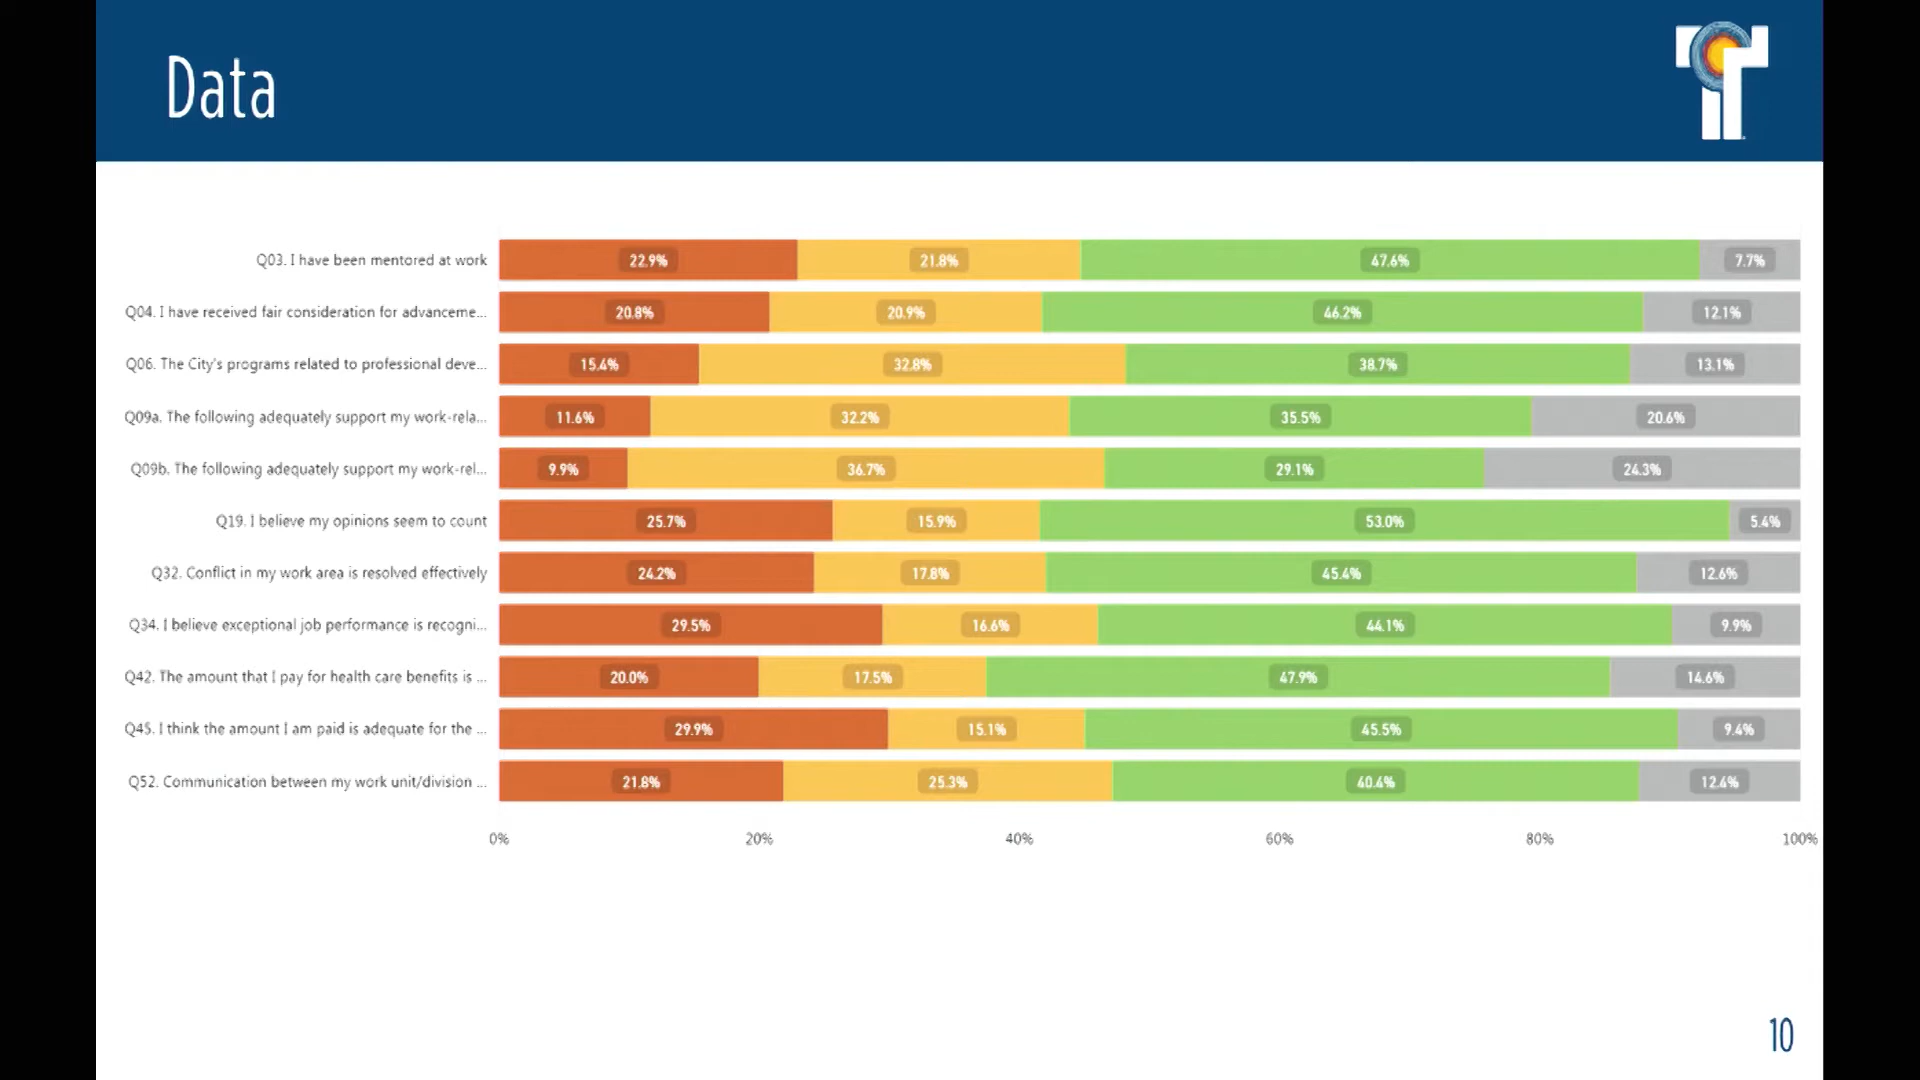 Data
Q03. I have been mentored at work 22.9% 21.8% 47.6% 7.7%
Q04. I have received fair consideration for advanceme... 20.8% 20.9% 46.2% 12.1%
Q06. The City's programs related to professional deve... 15.4% 32.8% 38.7% 13.1%
Q09a. The following adequately support my work-rela... 11.6% 32.2% 35.5% 20.6%
Q09b. The following adequately support my work-rel... 9.9% 36.7% 29.1% 24.3%
Q19. I believe my opinions seem to count 25.7% 15.9% 53.0% 5.4%
Q32. Conflict in my work area is resolved effectively 24.2% 17.8% 45.4% 12.6%
Q34. I believe exceptional job performance is recogni... 29.5% 16.6% 44.1% 9.9%
Q42. The amount that I pay for health care benefits is ... 20.0% 17.5% 47.9% 14.6%
Q45. I think the amount I am paid is adequate for the ... 29.9% 15.1% 45.5% 9.4%
Q52. Communication between my work unit/division ... 21.8% 25.3% 40.4% 12.4%
0% 20% 40% 60% 80% 100%
10